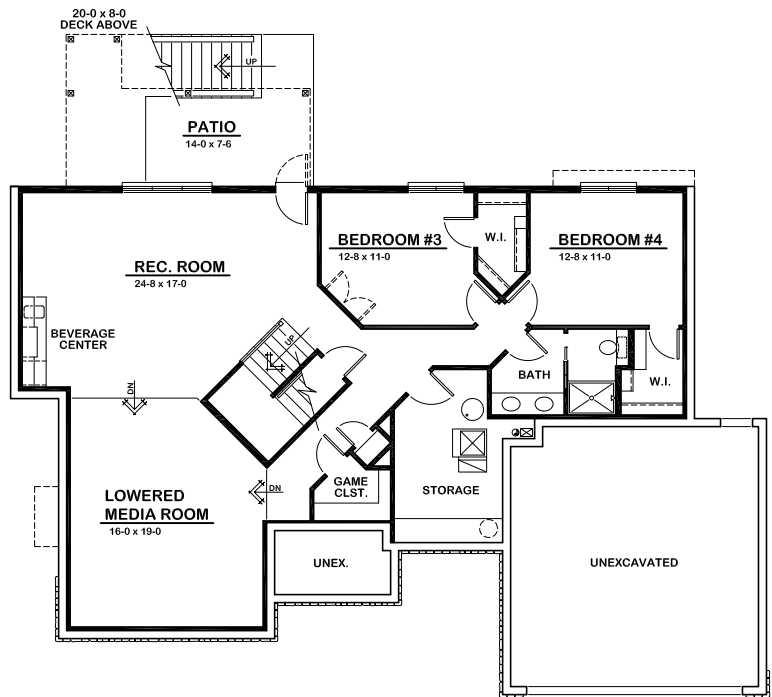 20-0 x 8-0
DECK ABOVE
UP
PATIO
14-0 x 7-6
BEDROOM #3
12-8 x 11-0
W.I.
BEDROOM #4
12-8 x 11-0
REC. ROOM
24-8 x 17-0
BEVERAGE
CENTER
UP
DN
BATH
W.I.
LOWERED
MEDIA ROOM
16-0 x 19-0
DN
GAME
CLST.
STORAGE
UNEX.
UNEXCAVATED